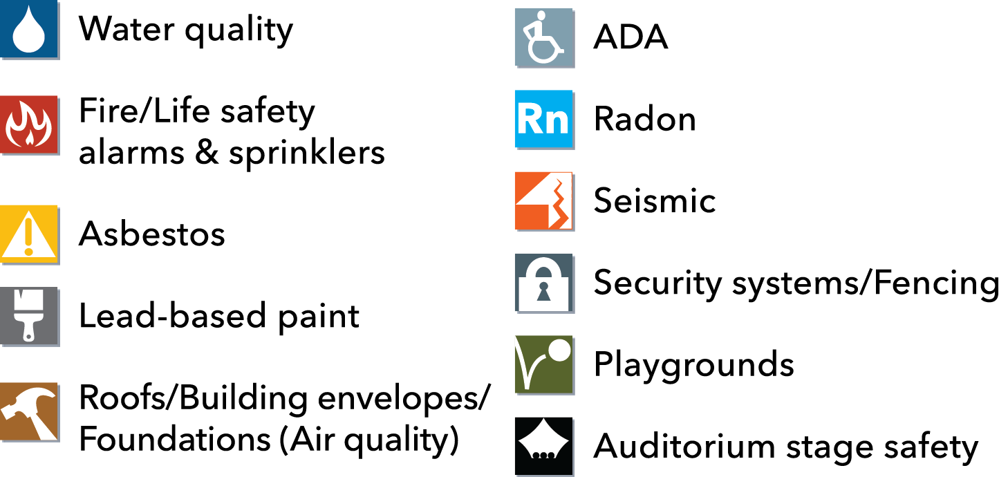 Water quality
Fire/Life safety
alarms & sprinklers
Asbestos
Lead-based paint
Roofs/Building envelopes/
Foundations (Air quality)
ADA
Rn
Radon
Seismic
Security systems/Fencing
Playgrounds
Auditorium stage safety